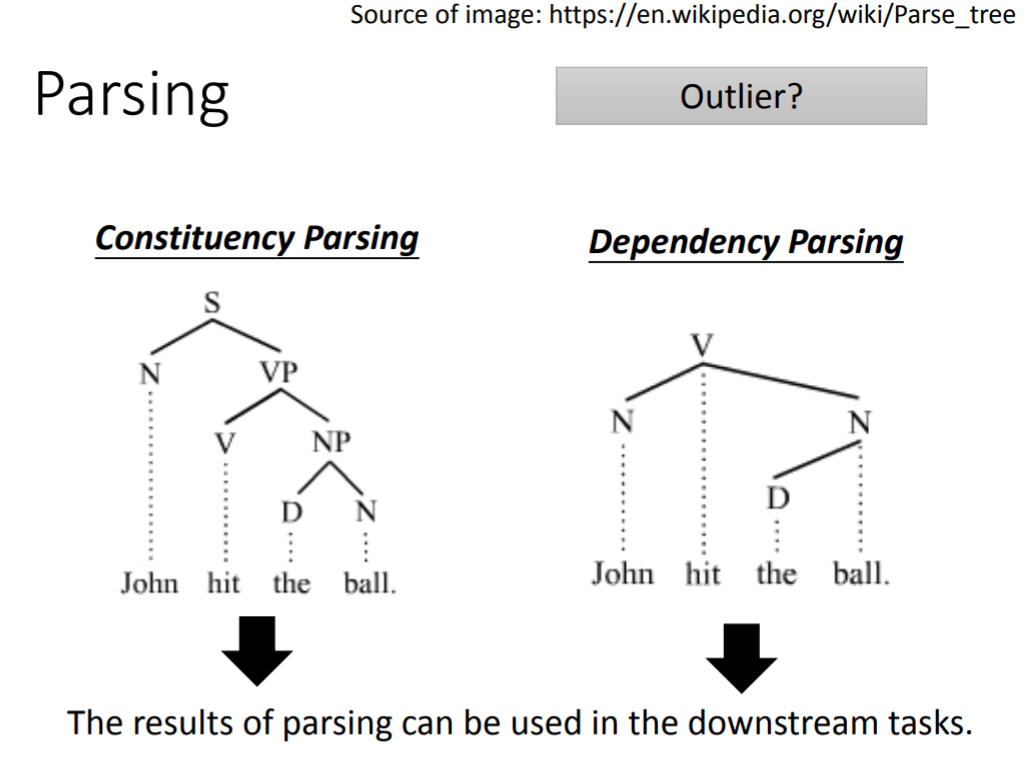 Source of image: https://en.wikipedia.org/wiki/Parse_tree
Parsing
Outlier?
Constituency Parsing
S
N VP
V NP
D N
John hit the ball.
Dependency Parsing
V
N N
D
John hit the ball.
The results of parsing can be used in the downstream tasks.